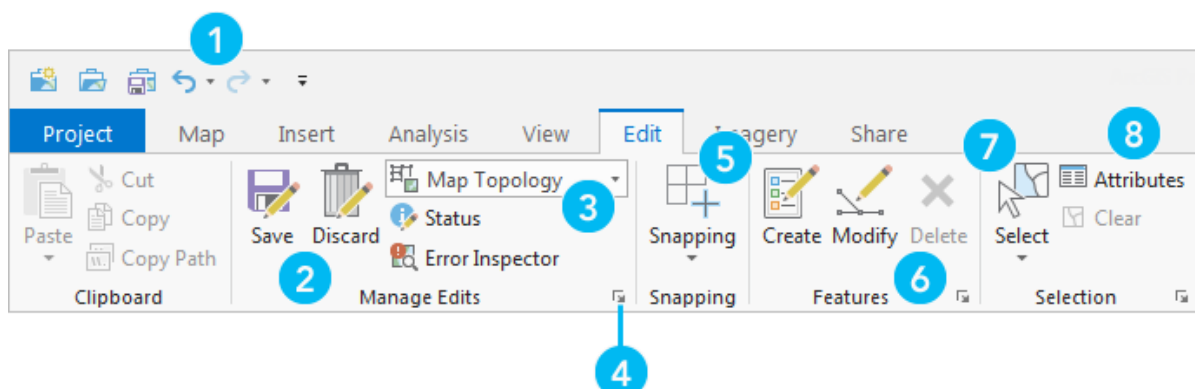 1
Project Map Insert Analysis View Edit Imagery Share
7 8
5
Cut Map Topology Attributes
3
Copy Status Clear
Paste Save Discard Snapping Create Modify Delete Select
Copy Path Error Inspector
2 6
Clipboard Manage Edits Snapping Features Selection
4